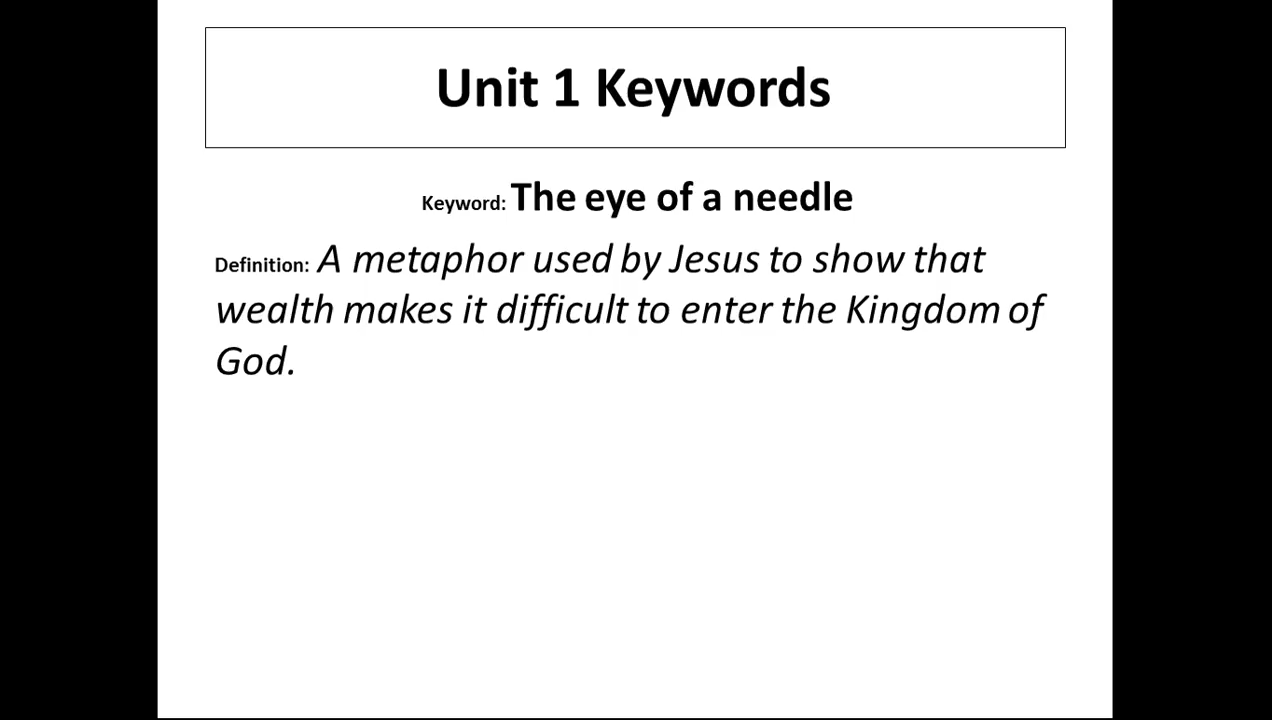 Unit 1 Keywords
Keyword: The eye of a needle
Definition: A metaphor used by Jesus to show that
wealth makes it difficult to enter the Kingdom of
God.